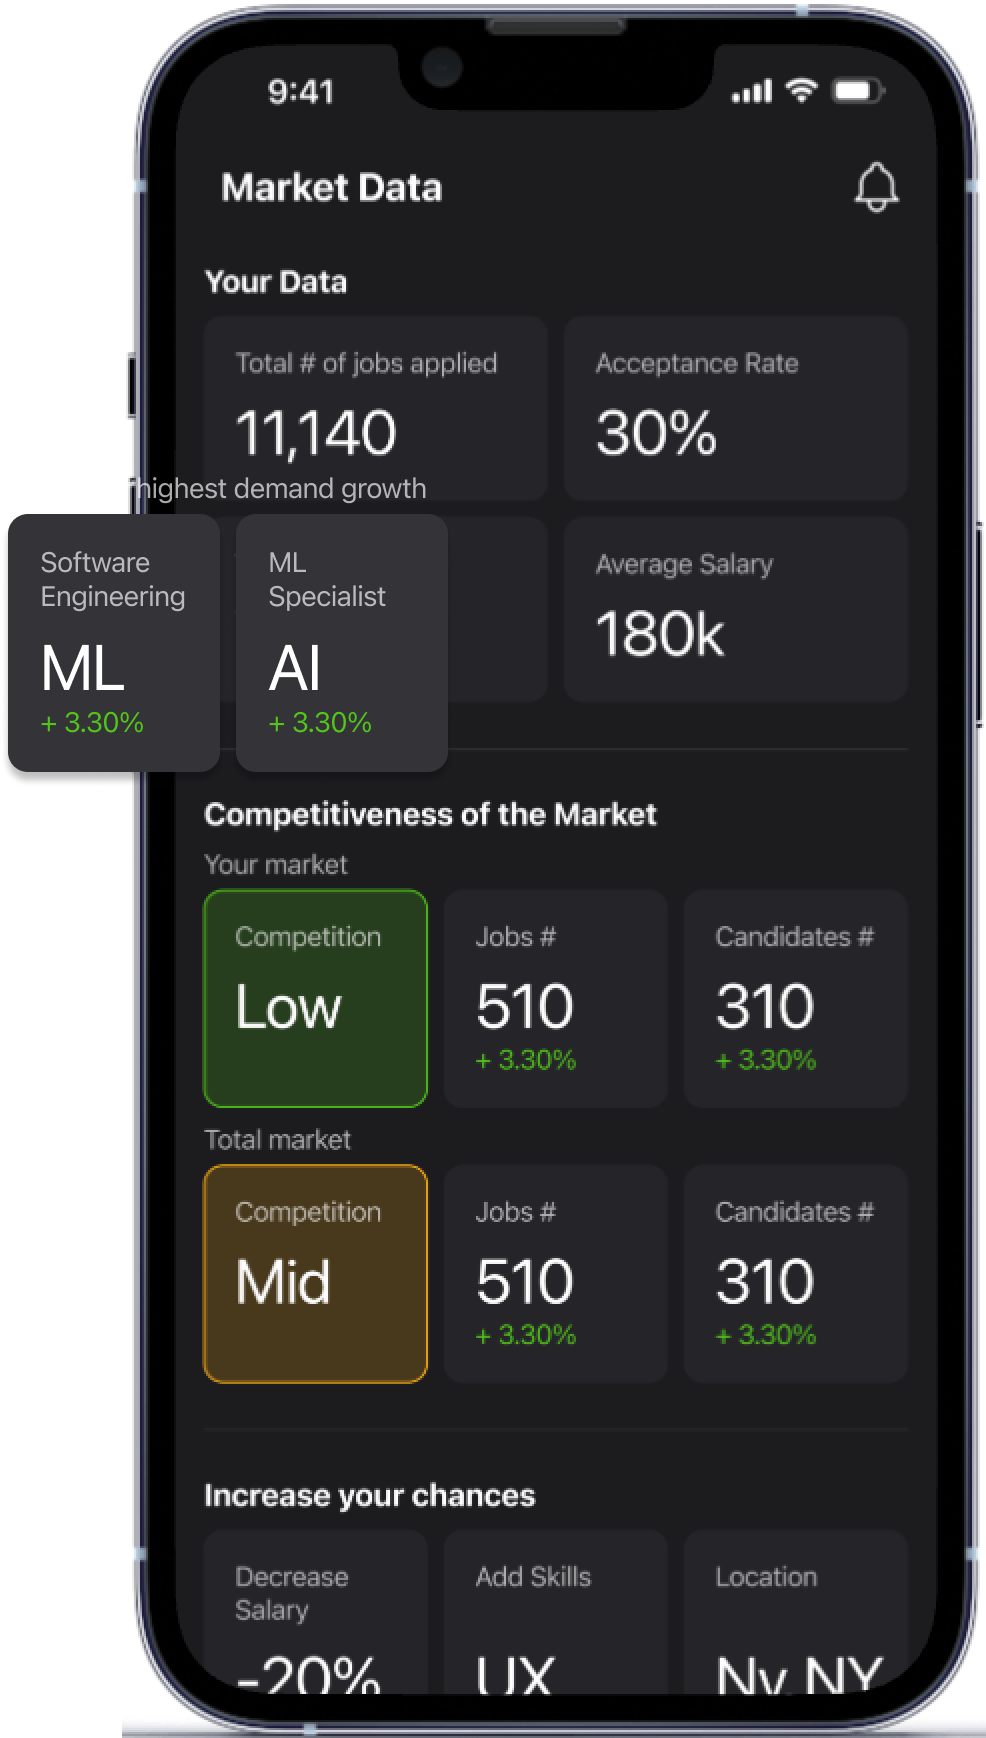 9:41
Market Data
Your Data
Total # of jobs applied
11,140
Acceptance Rate
30%
highest demand growth
Software
Engineering
ML
+ 3.30%
ML
Specialist
AI
+ 3.30%
Average Salary
180k
Competitiveness of the Market
Your market
Competition
Low
Jobs #
510
+ 3.30%
Candidates #
310
+ 3.30%
Total market
Competition
Mid
Jobs #
510
+ 3.30%
Candidates #
310
+ 3.30%
Increase your chances
Decrease
Salary
-20%
Add Skills
UX
Location
Ny, NY